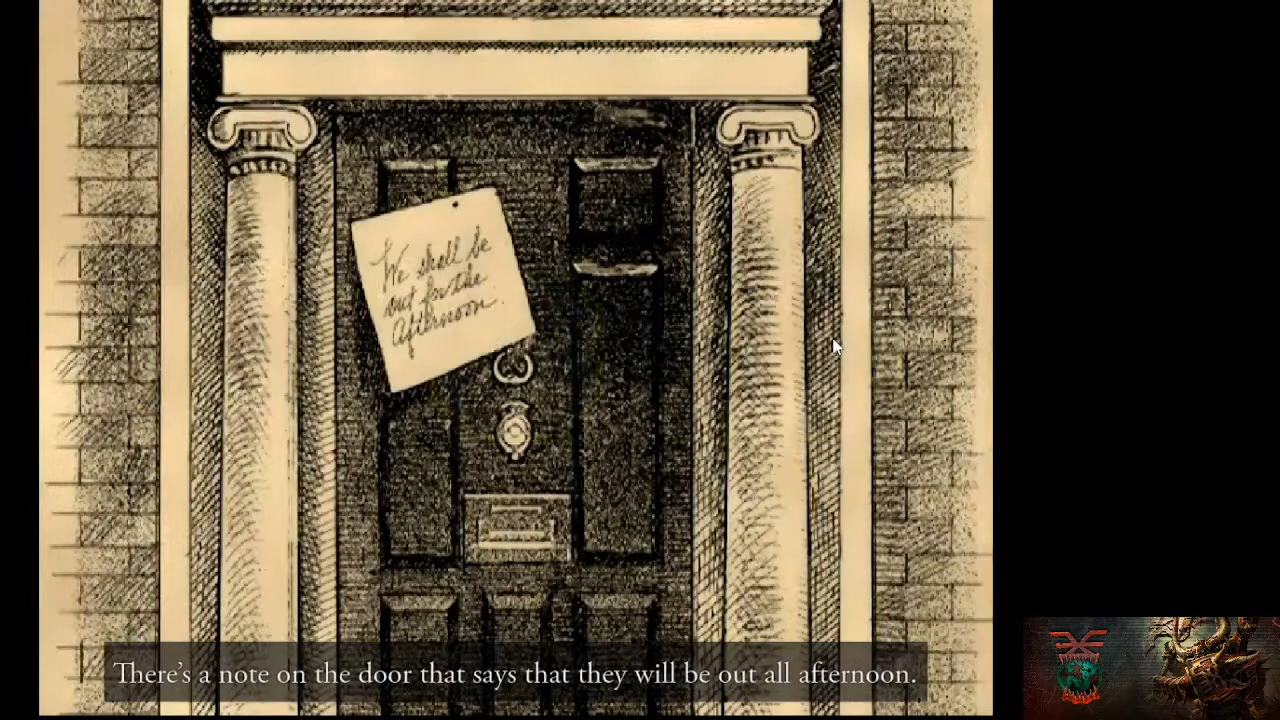 We shall be
out for the
Afternoon.
There's a note on the door that says that they will be out all afternoon.